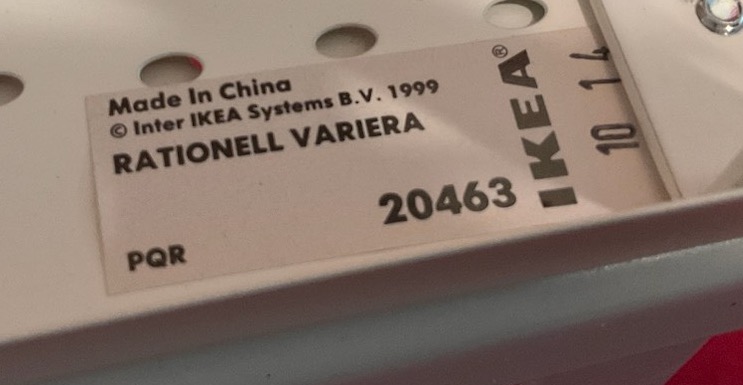 Made In China
© Inter IKEA Systems B.V. 1999
RATIONELL VARIERA
20463
PQR
IKEA®
10 14